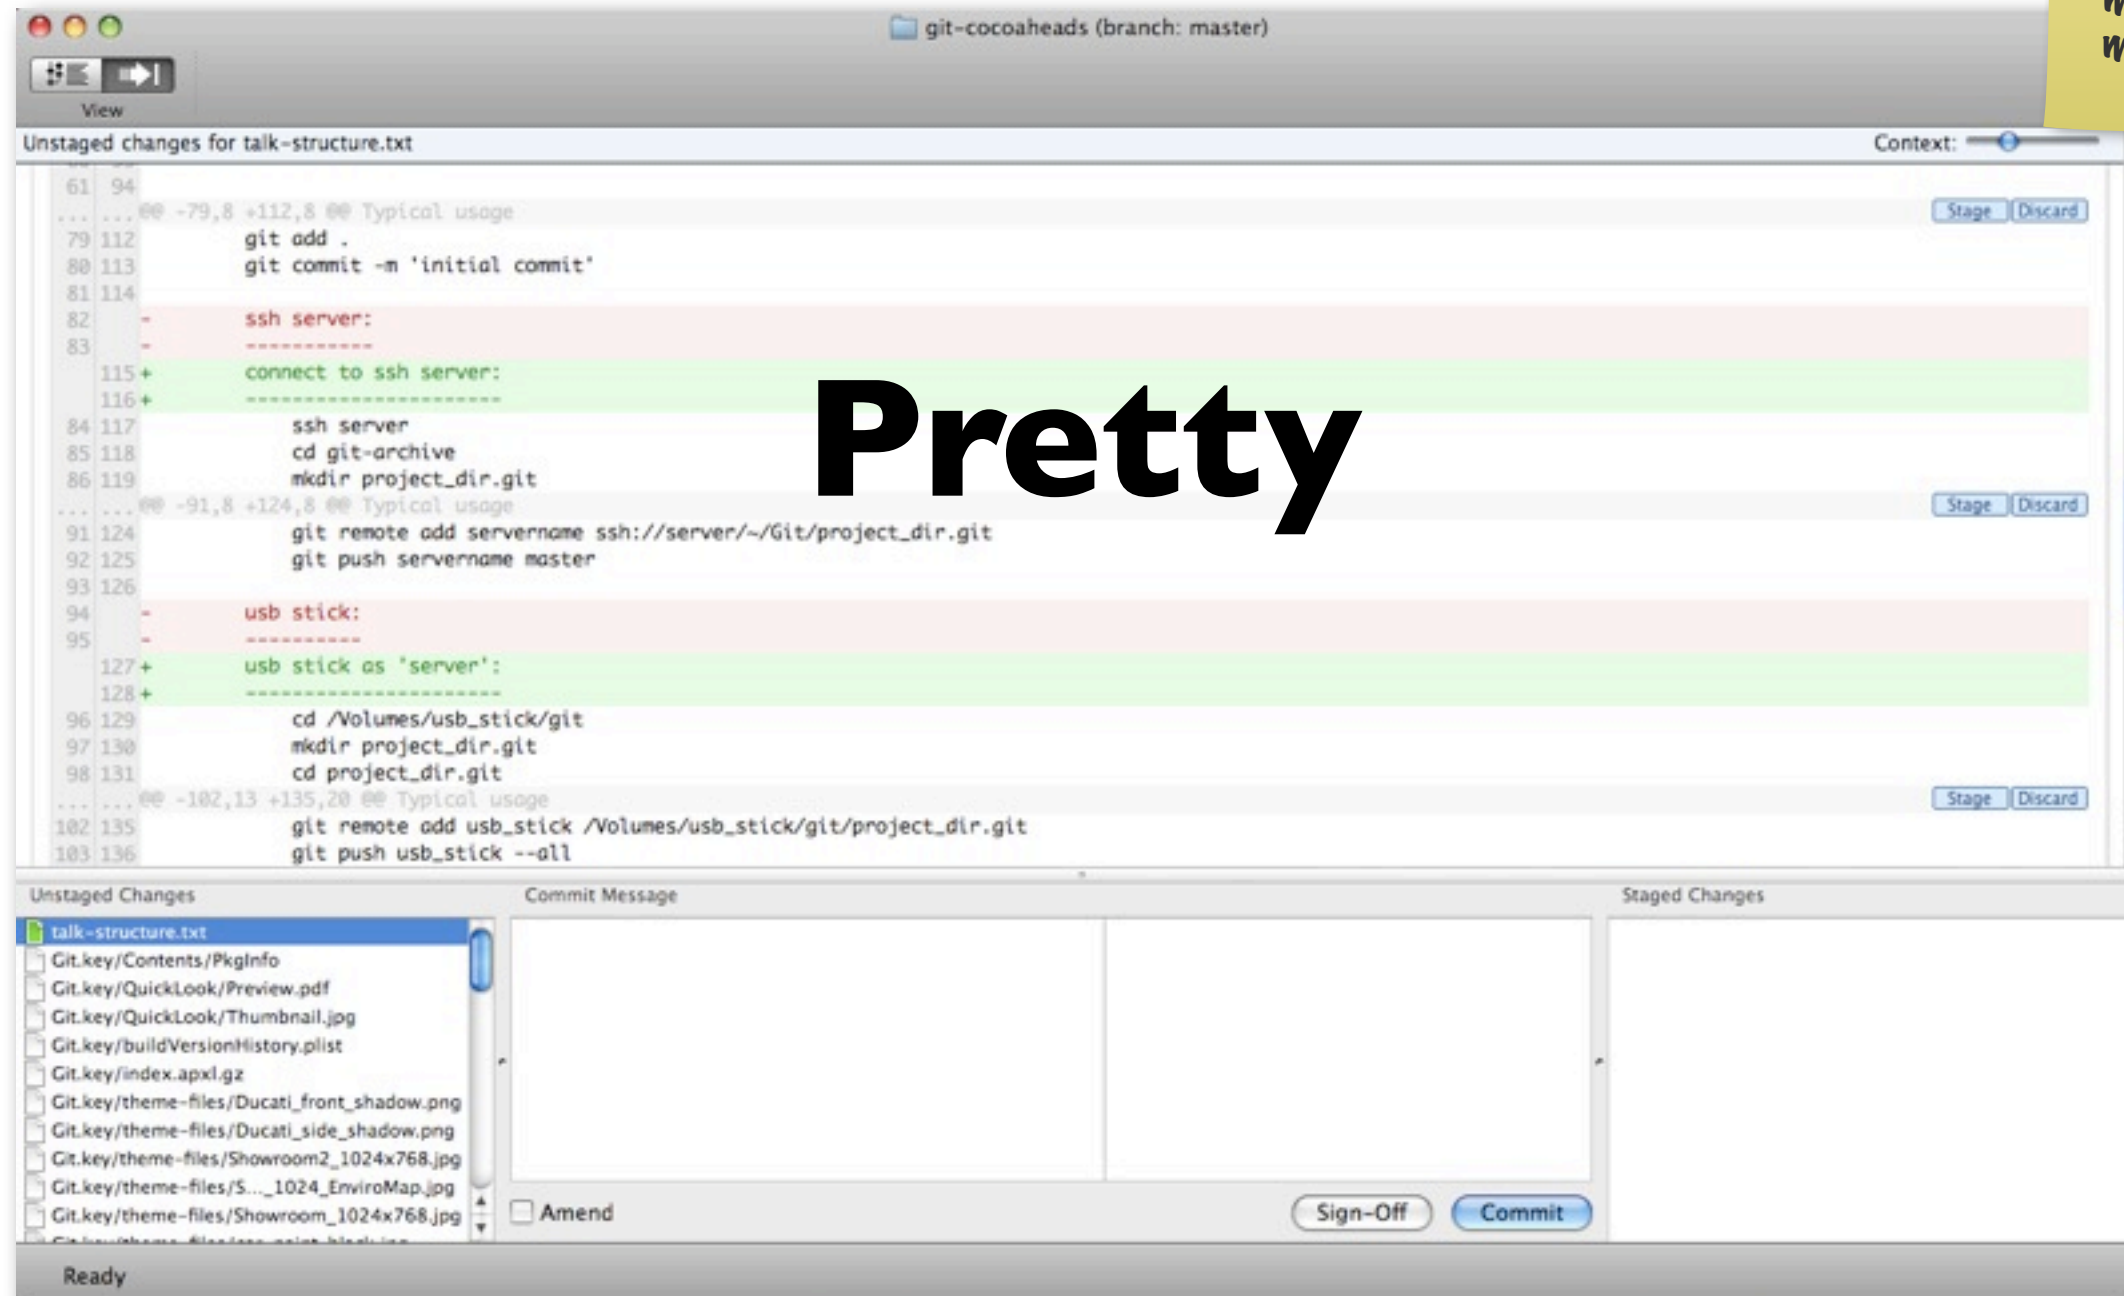 git-cocoaheads (branch: master)
View
Unstaged changes for talk-structure.txt
Context:
61 94
... ... @@ -79,8 +112,8 @@ Typical usage
Stage Discard
79 112 git add .
80 113 git commit -m 'initial commit'
81 114
82 - ssh server:
83 - -----------
115 + connect to ssh server:
116 + ----------------------
84 117 ssh server
85 118 cd git-archive
86 119 mkdir project_dir.git
Pretty
... ... @@ -91,8 +124,8 @@ Typical usage
Stage Discard
91 124 git remote add servername ssh://server/~/Git/project_dir.git
92 125 git push servername master
93 126
94 - usb stick:
95 - ----------
127 + usb stick as 'server':
128 + ----------------------
96 129 cd /Volumes/usb_stick/git
97 130 mkdir project_dir.git
98 131 cd project_dir.git
... ... @@ -102,13 +135,20 @@ Typical usage
Stage Discard
102 135 git remote add usb_stick /Volumes/usb_stick/git/project_dir.git
103 136 git push usb_stick --all
Unstaged Changes
talk-structure.txt
Git.key/Contents/PkgInfo
Git.key/QuickLook/Preview.pdf
Git.key/QuickLook/Thumbnail.jpg
Git.key/buildVersionHistory.plist
Git.key/index.apxl.gz
Git.key/theme-files/Ducati_front_shadow.png
Git.key/theme-files/Ducati_side_shadow.png
Git.key/theme-files/Showroom2_1024x768.jpg
Git.key/theme-files/S..._1024_EnviroMap.jpg
Git.key/theme-files/Showroom_1024x768.jpg
Commit Message
Amend
Sign-Off
Commit
Staged Changes
Ready